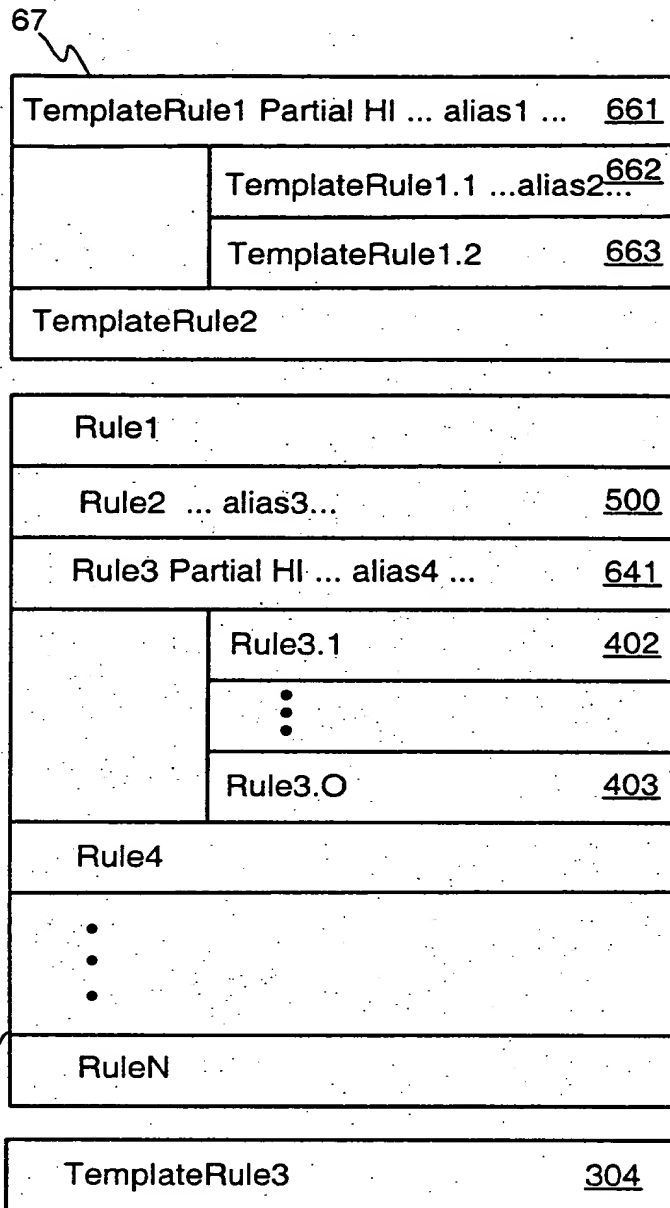 67
TemplateRule1 Partial HI ... alias1 ... 661
TemplateRule1.1 ...alias2... 662
TemplateRule1.2 663
TemplateRule2
Rule1
Rule2 ... alias3... 500
Rule3 Partial HI ... alias4 ... 641
Rule3.1 402
Rule3.O 403
Rule4
RuleN
TemplateRule3 304